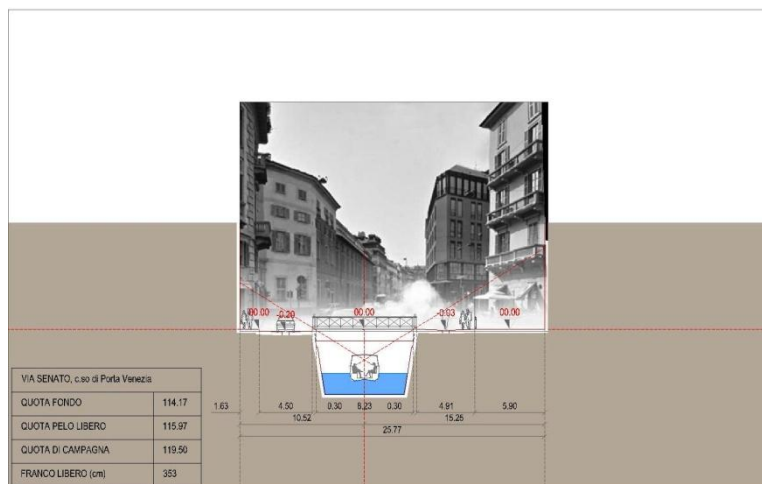 00.00 -0.20 00.00 -0.03 00.00
VIA SENATO, c.so di Porta Venezia
QUOTA FONDO 114.17
QUOTA PELO LIBERO 115.97
QUOTA DI CAMPAGNA 119.50
FRANCO LIBERO (cm) 353
1.63 4.50 0.30 6.23 0.30 4.91 5.90
10.52 15.25
25.77